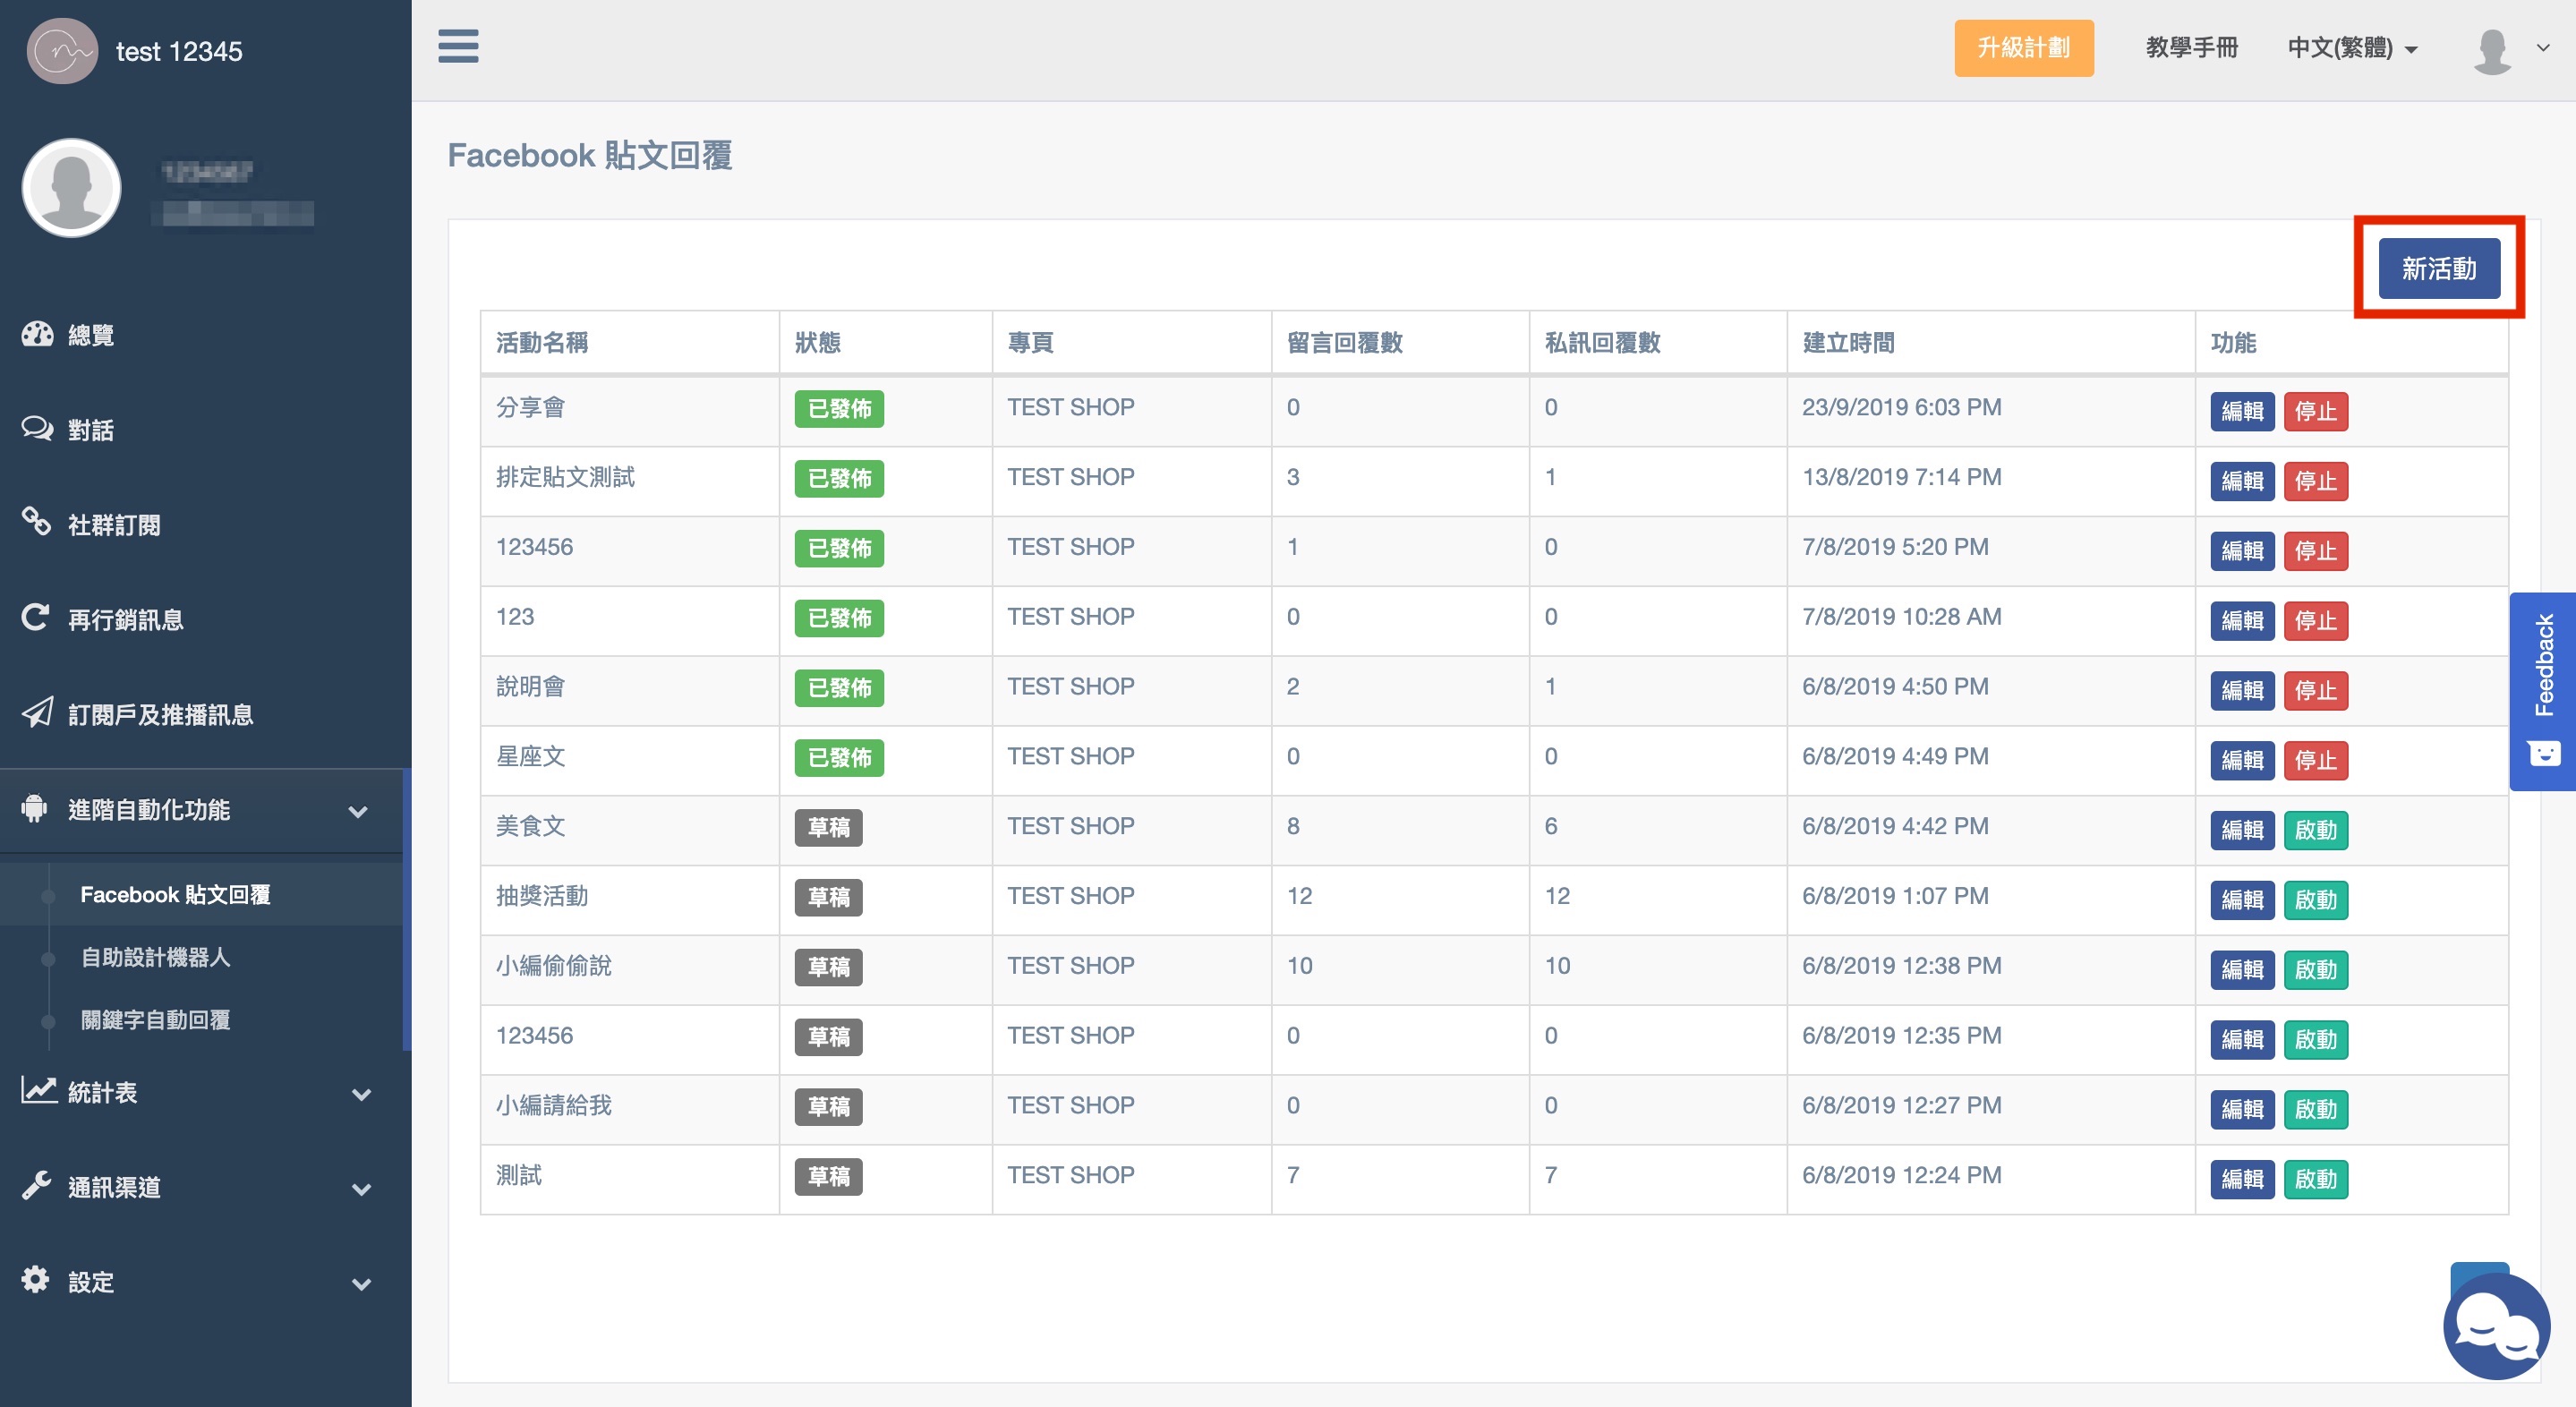 test 12345
升級計劃 教學手冊 中文(繁體)
總覽
對話
社群訂閱
再行銷訊息
訂閱戶及推播訊息
進階自動化功能
Facebook 貼文回覆
自助設計機器人
關鍵字自動回覆
統計表
通訊渠道
設定
Facebook 貼文回覆
新活動
活動名稱 狀態 專頁 留言回覆數 私訊回覆數 建立時間 功能
分享會 已發佈 TEST SHOP 0 0 23/9/2019 6:03 PM 編輯 停止
排定貼文測試 已發佈 TEST SHOP 3 1 13/8/2019 7:14 PM 編輯 停止
123456 已發佈 TEST SHOP 1 0 7/8/2019 5:20 PM 編輯 停止
123 已發佈 TEST SHOP 0 0 7/8/2019 10:28 AM 編輯 停止
說明會 已發佈 TEST SHOP 2 1 6/8/2019 4:50 PM 編輯 停止
星座文 已發佈 TEST SHOP 0 0 6/8/2019 4:49 PM 編輯 停止
美食文 草稿 TEST SHOP 8 6 6/8/2019 4:42 PM 編輯 啟動
抽獎活動 草稿 TEST SHOP 12 12 6/8/2019 1:07 PM 編輯 啟動
小編偷偷說 草稿 TEST SHOP 10 10 6/8/2019 12:38 PM 編輯 啟動
123456 草稿 TEST SHOP 0 0 6/8/2019 12:35 PM 編輯 啟動
小編請給我 草稿 TEST SHOP 0 0 6/8/2019 12:27 PM 編輯 啟動
測試 草稿 TEST SHOP 7 7 6/8/2019 12:24 PM 編輯 啟動
Feedback